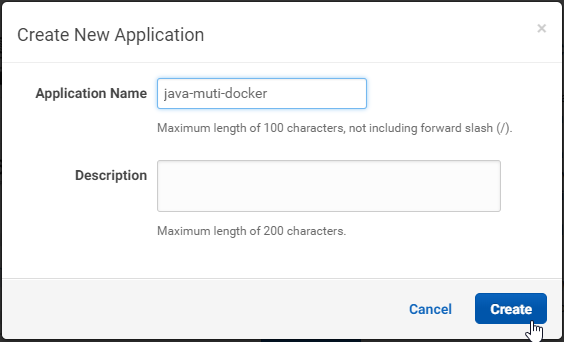 Create New Application
×
Application Name java-muti-docker
Maximum length of 100 characters, not including forward slash (/).
Description
Maximum length of 200 characters.
Cancel Create